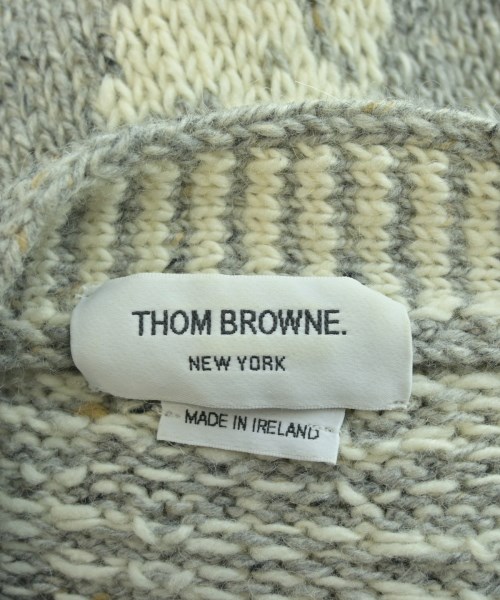 THOM BROWNE.
NEW YORK
MADE IN IRELAND